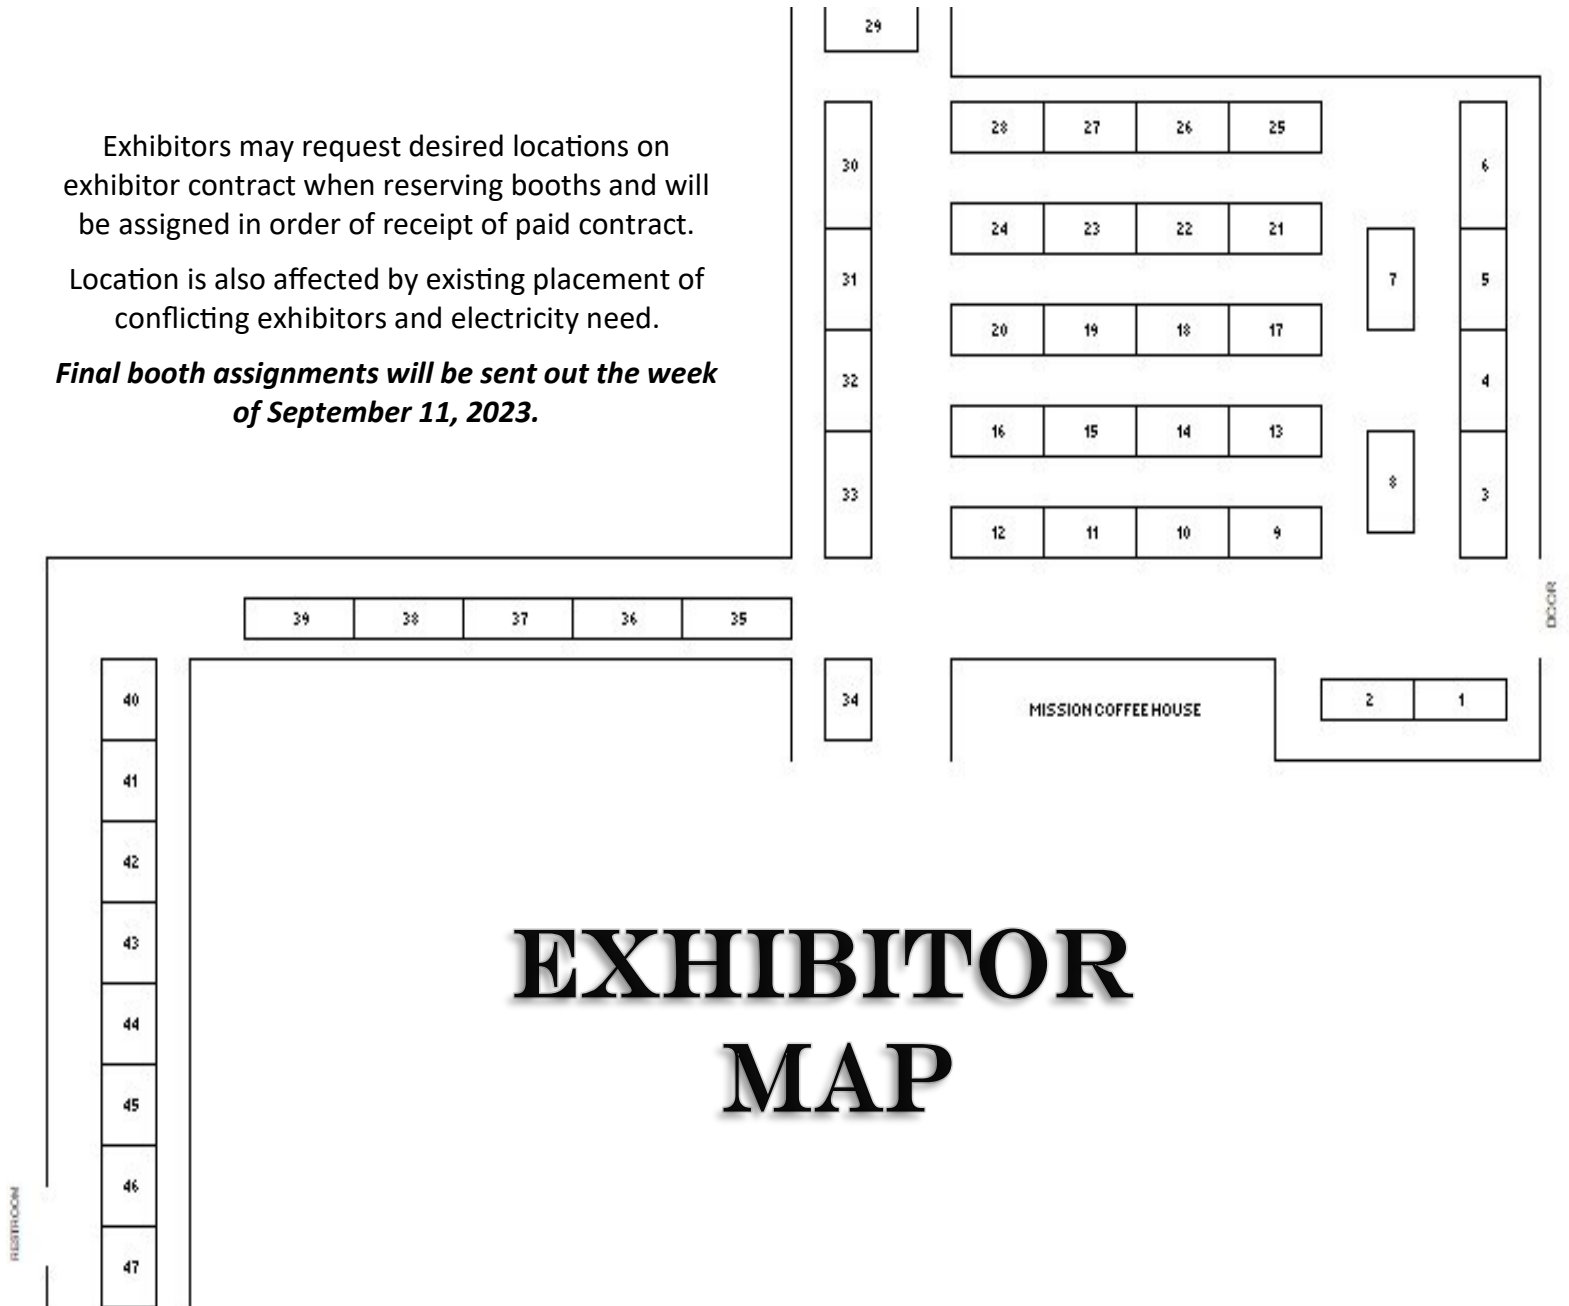 29
Exhibitors may request desired locations on
exhibitor contract when reserving booths and will
be assigned in order of receipt of paid contract.
Location is also affected by existing placement of
conflicting exhibitors and electricity need.
Final booth assignments will be sent out the week
of September 11, 2023.
28 27 26 25
30
6
24 23 22 21
31
7
5
20 19 18 17
32
4
16 15 14 13
33
8
3
12 11 10 9
DOOR
39 38 37 36 35
40
34
MISSION COFFEE HOUSE
2 1
41
42
43
EXHIBITOR
44
MAP
45
46
RESTROOM
47